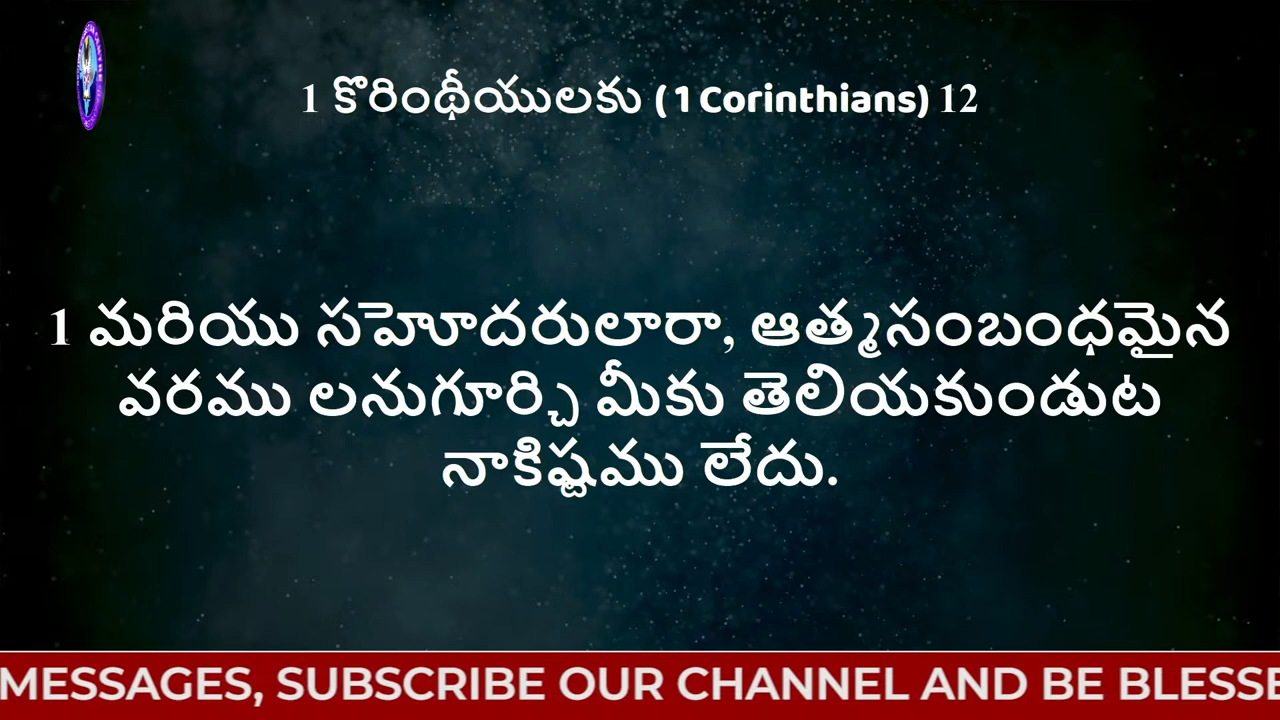 1 కొరింథీయులకు (1 Corinthians) 12
1 మరియు సహోదరులారా, ఆత్మసంబంధమైన
వరము లనుగూర్చి మీకు తెలియకుండుట
నాకిష్టము లేదు.
MESSAGES, SUBSCRIBE OUR CHANNEL AND BE BLESSE